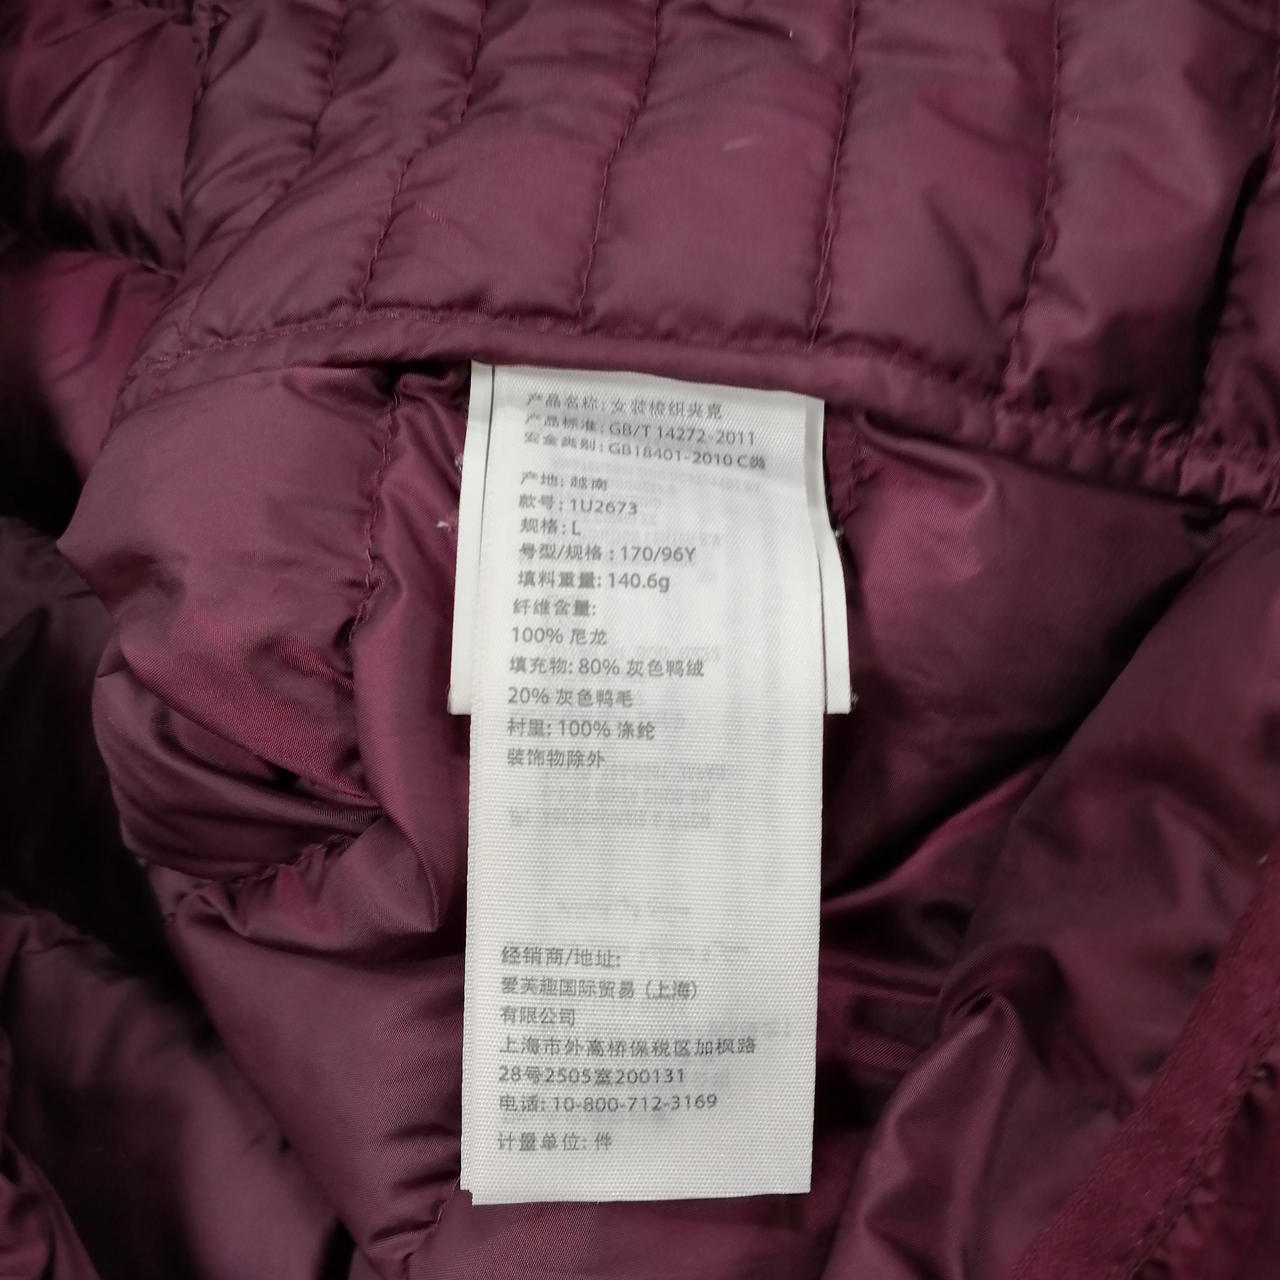 产品名称: 女装梭织夹克
产品标准: GB/T 14272-2011
安全类别: GB18401-2010 C类
产地: 越南
款号: 1U2673
规格: L
号型/规格 : 170/96Y
填料重量: 140.6g
纤维含量:
100% 尼龙
填充物: 80% 灰色鸭绒
20% 灰色鸭毛
衬里: 100% 涤纶
装饰物除外
经销商/地址:
爱芙趣国际贸易 (上海)
有限公司
上海市外高桥保税区加枫路
28号2505室200131
电话: 10-800-712-3169
计量单位: 件